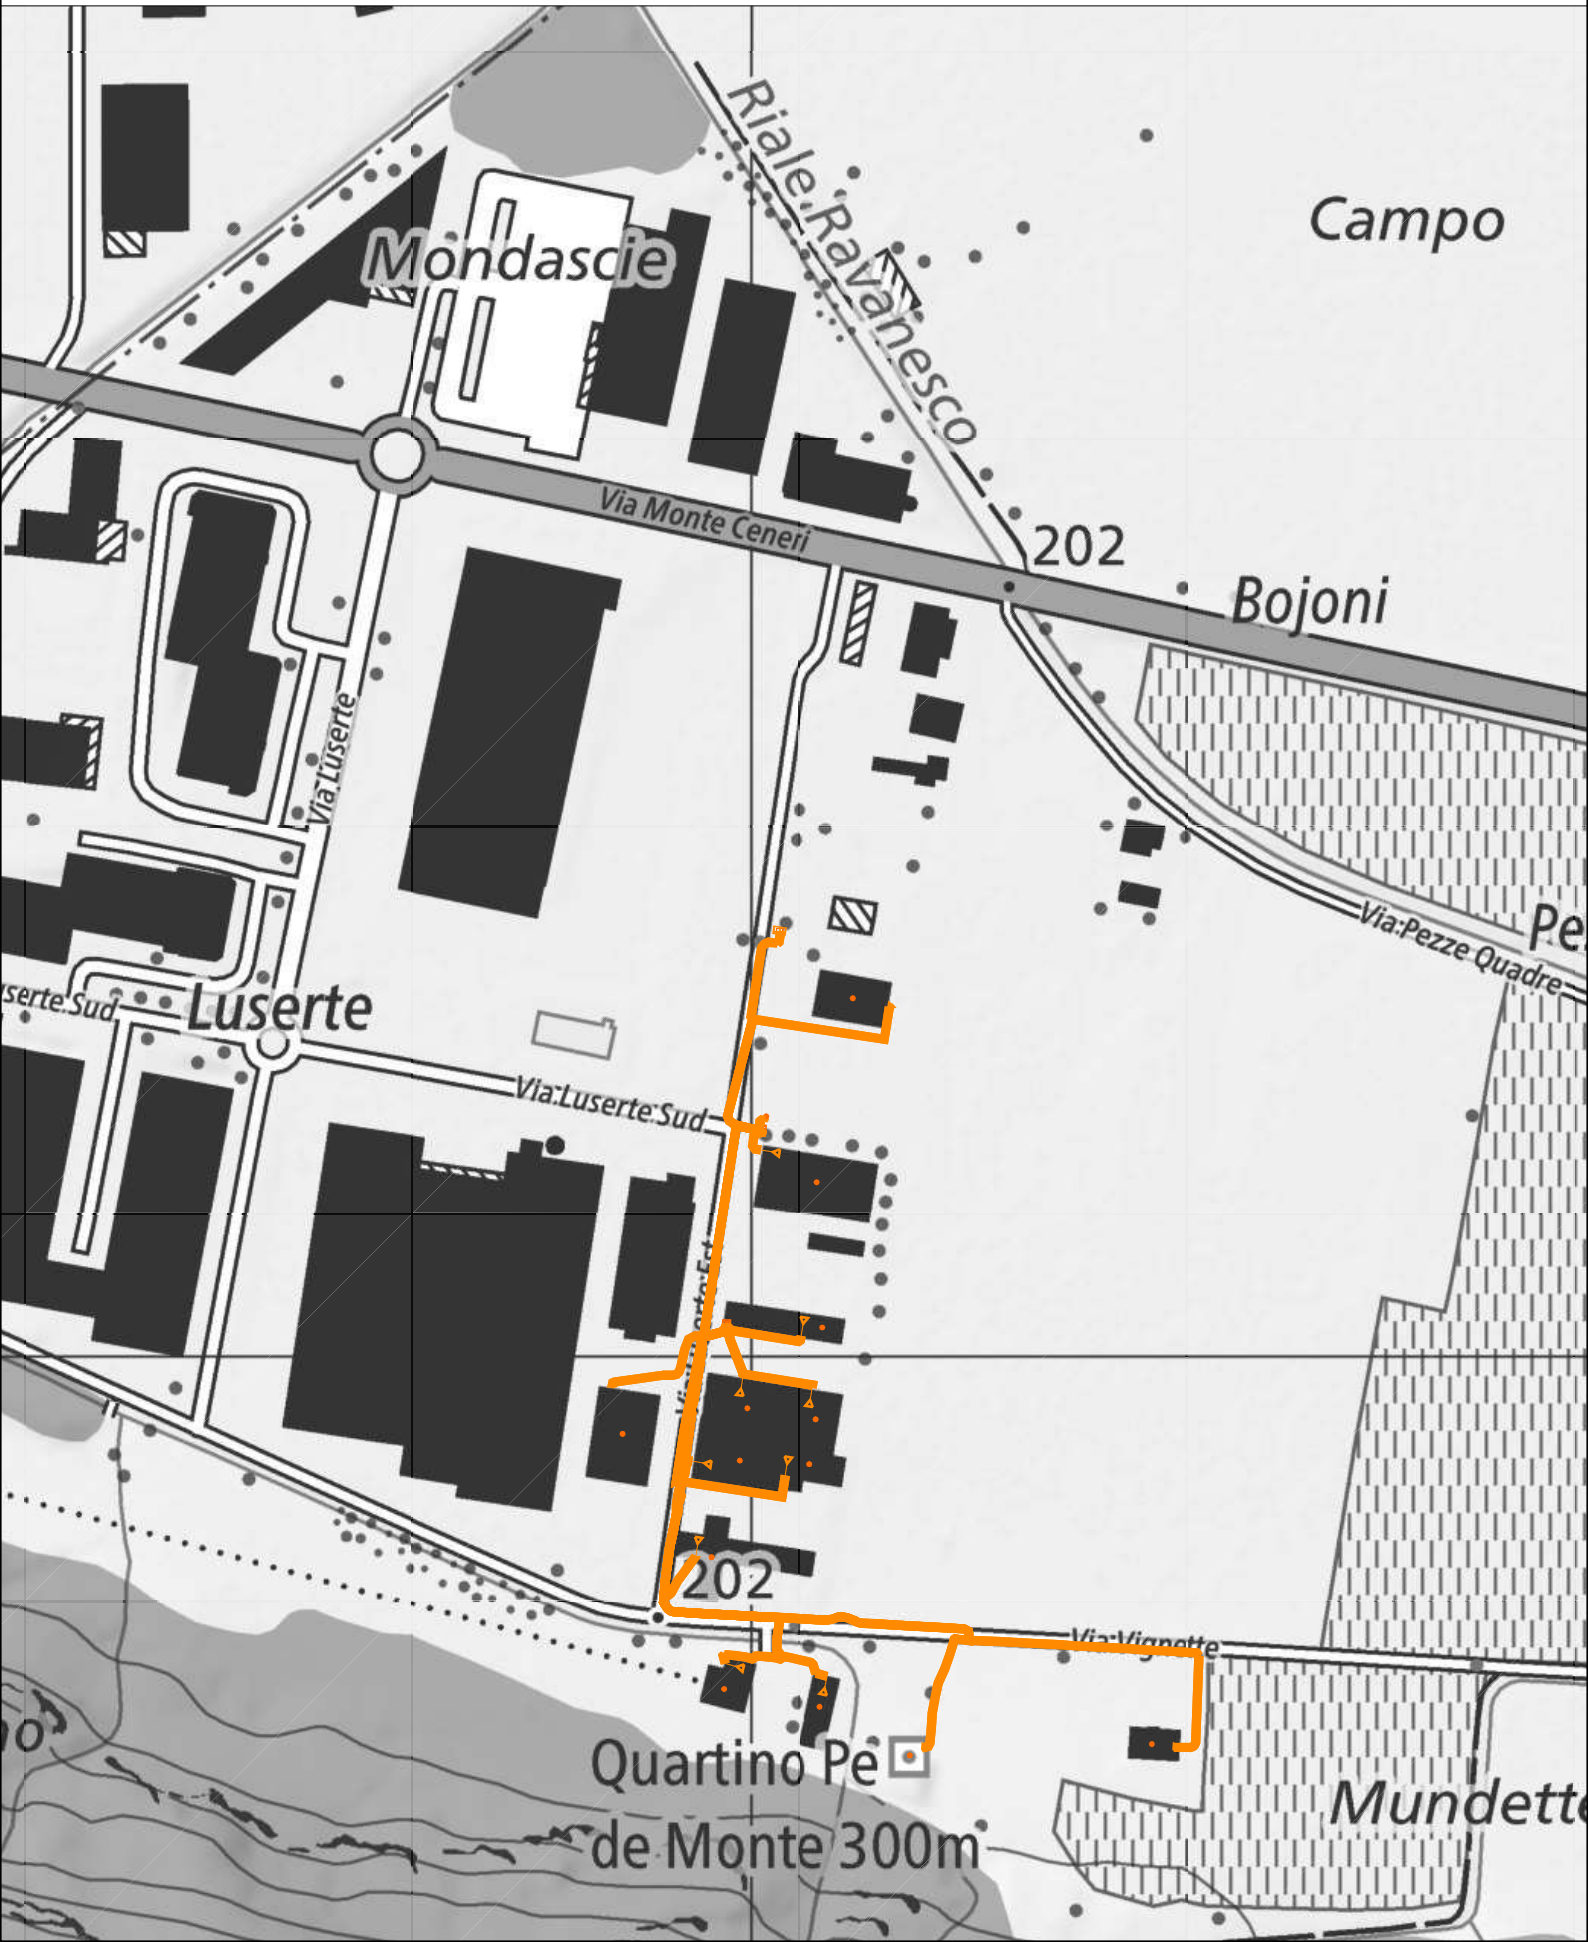 Riale Ravanesco
Campo
Mondascie
Via Monte Ceneri
202
Bojoni
Via Luserte
Via Pezze Quadre
Luserte
Via Luserte Sud
202
Via Vignette
Quartino Pe
de Monte 300m